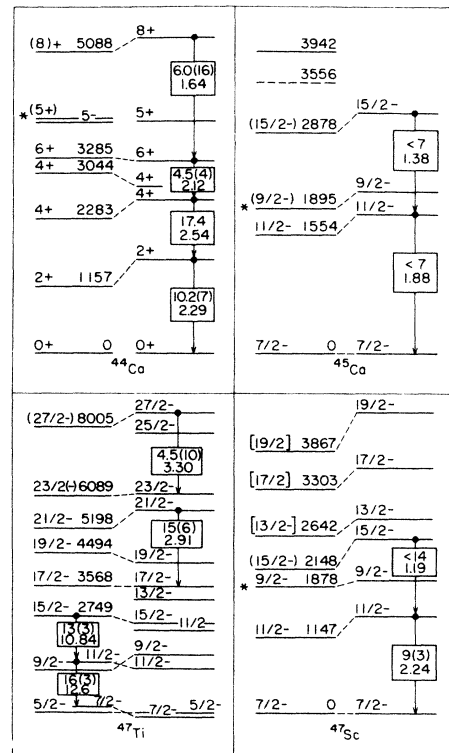 (8)+ 5088 8+
6.0(16)
1.64
*(5+) 5- 5+
6+ 3285 6+
4+ 3044 4+
4.5(4)
2.12
4+ 2283 4+
17.4
2.54
2+ 1157 2+
10.2(7)
2.29
0+ 0 0+
44Ca
3942
3556
15/2-
(15/2-) 2878
<7
1.38
* (9/2-) 1895 9/2-
11/2- 1554 11/2-
<7
1.88
7/2- 0 7/2-
45Ca
(27/2-) 8005 27/2-
25/2-
4.5(10)
3.30
23/2(-) 6089 23/2-
21/2- 5198 21/2-
15(6)
2.91
19/2- 4494 19/2-
17/2- 3568 17/2-
13/2-
15/2- 2749 15/2-
11/2-
13(3)
10.84
9/2- 11/2- 9/2-
11/2-
16(3)
12.6
5/2- 7/2- 7/2- 5/2-
47Ti
19/2-
[19/2] 3867
17/2-
[17/2] 3303
13/2-
[13/2-] 2642
15/2-
(15/2-) 2148
<14
1.19
* 9/2- 1878 9/2-
11/2-
11/2- 1147
9(3)
2.24
7/2- 0 7/2-
47Sc